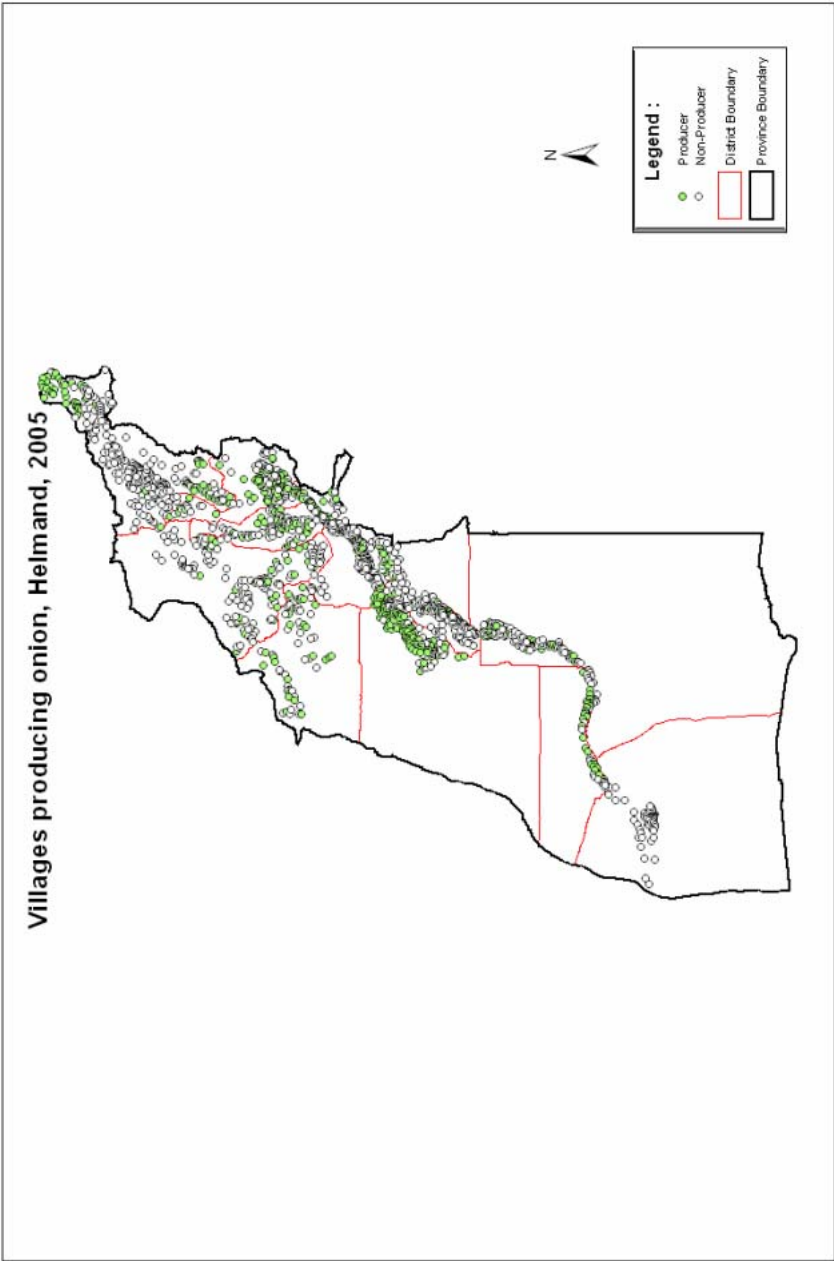 Villages producing onion, Helmand, 2005
N
Legend :
Producer
Non-Producer
District Boundary
Province Boundary